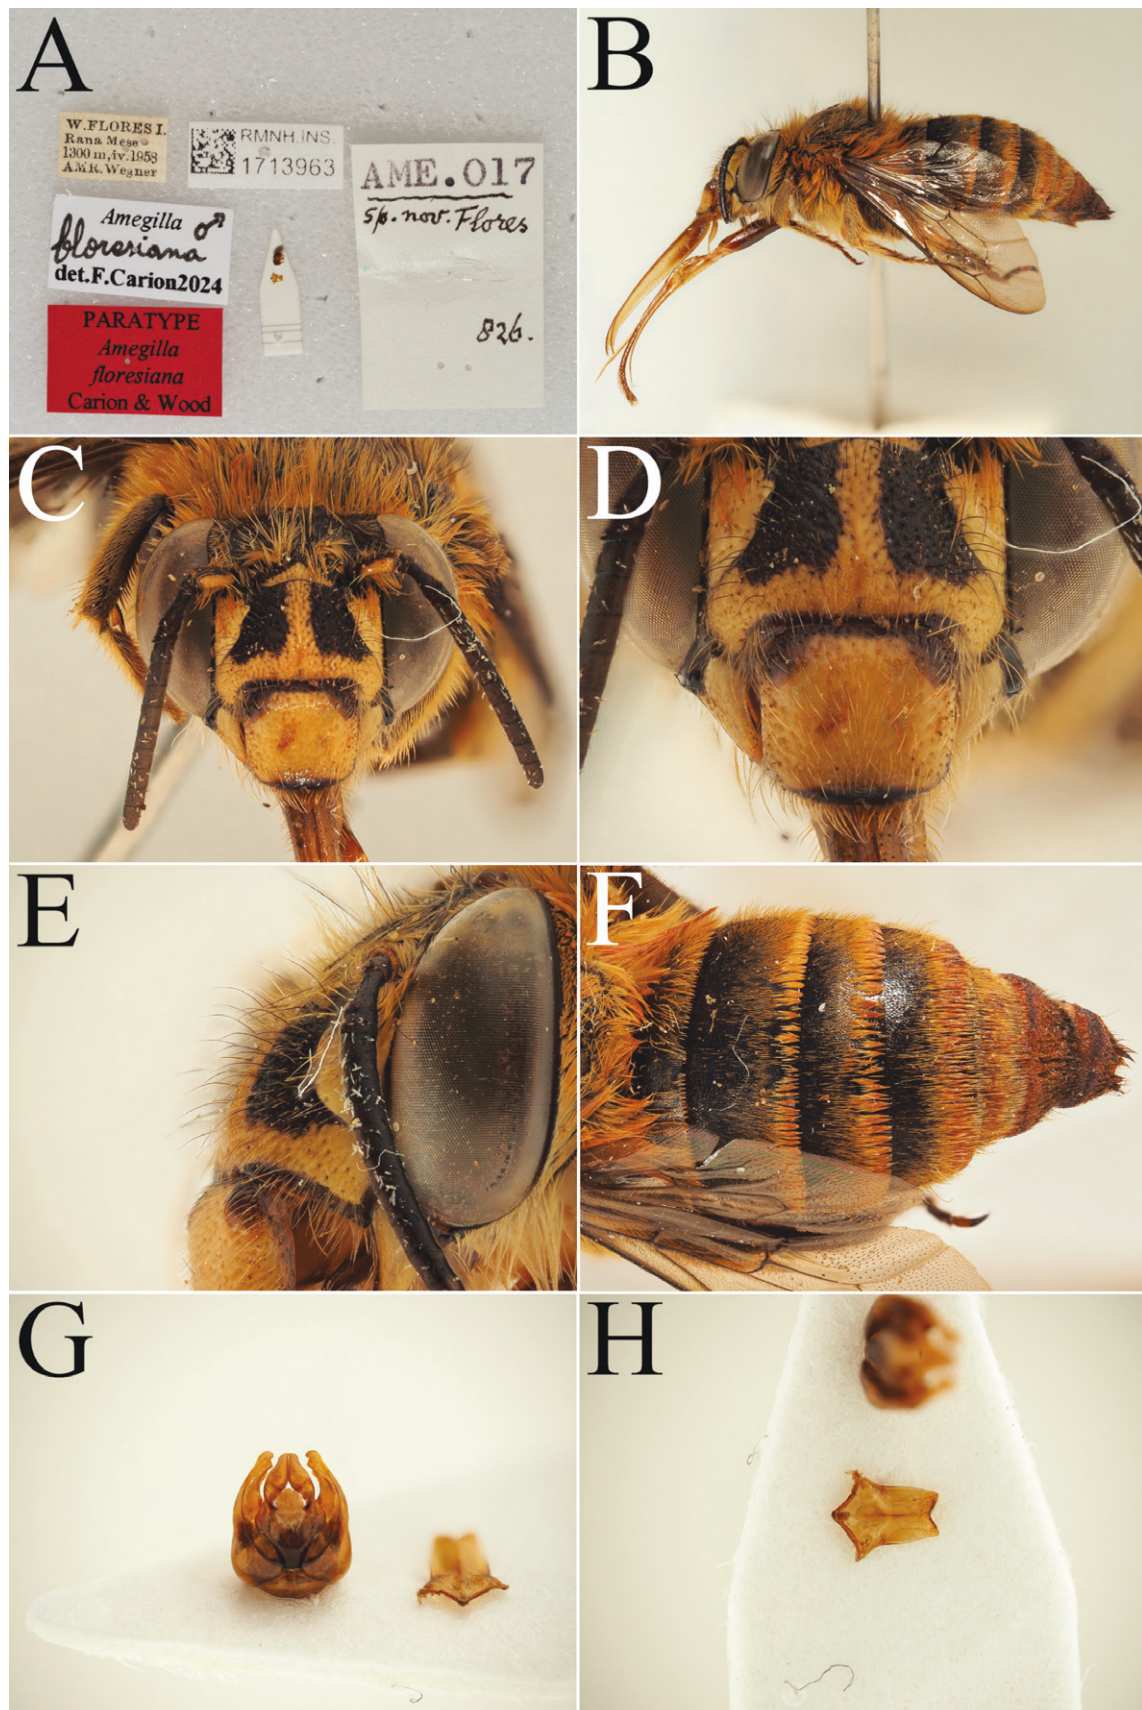 A
W. FLORES I.
Rana Mese
1300 m, iv. 1958
A.M.R. Wegner
RMNH.INS.
1713963
AME.017
sp. nov. Flores
826.
Amegilla ♂
floresiana
det.F.Carion2024
PARATYPE
Amegilla
floresiana
Carion & Wood
B
C
D
E
F
G
H